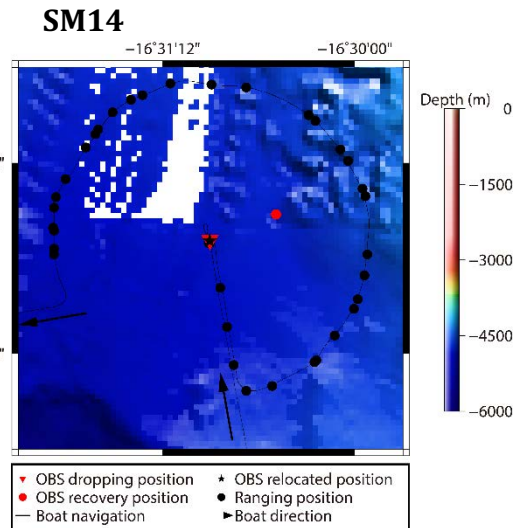 SM14
−16˚31'12" −16˚30'00"
Depth (m)
0
−1500
−3000
−4500
−6000
"
"
OBS dropping position ★ OBS relocated position
OBS recovery position Ranging position
Boat navigation Boat direction